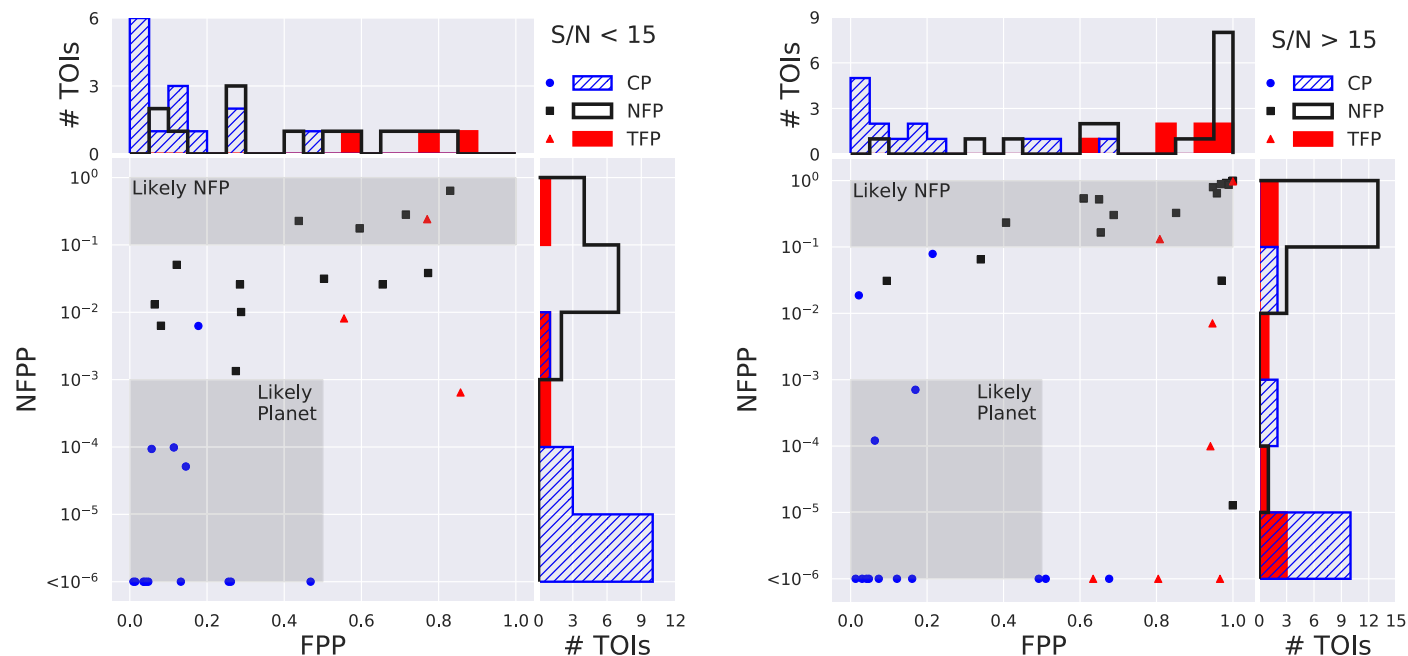 6
3
0
# TOIs
S/N < 15
CP
NFP
TFP
10⁰
10⁻¹
10⁻²
10⁻³
10⁻⁴
10⁻⁵
<10⁻⁶
NFPP
Likely NFP
Likely
Planet
0.0 0.2 0.4 0.6 0.8 1.0
FPP
0 3 6 9 12
# TOIs
9
6
3
0
# TOIs
S/N > 15
CP
NFP
TFP
10⁰
10⁻¹
10⁻²
10⁻³
10⁻⁴
10⁻⁵
<10⁻⁶
NFPP
Likely NFP
Likely
Planet
0.0 0.2 0.4 0.6 0.8 1.0
FPP
0 3 6 9 12 15
# TOIs